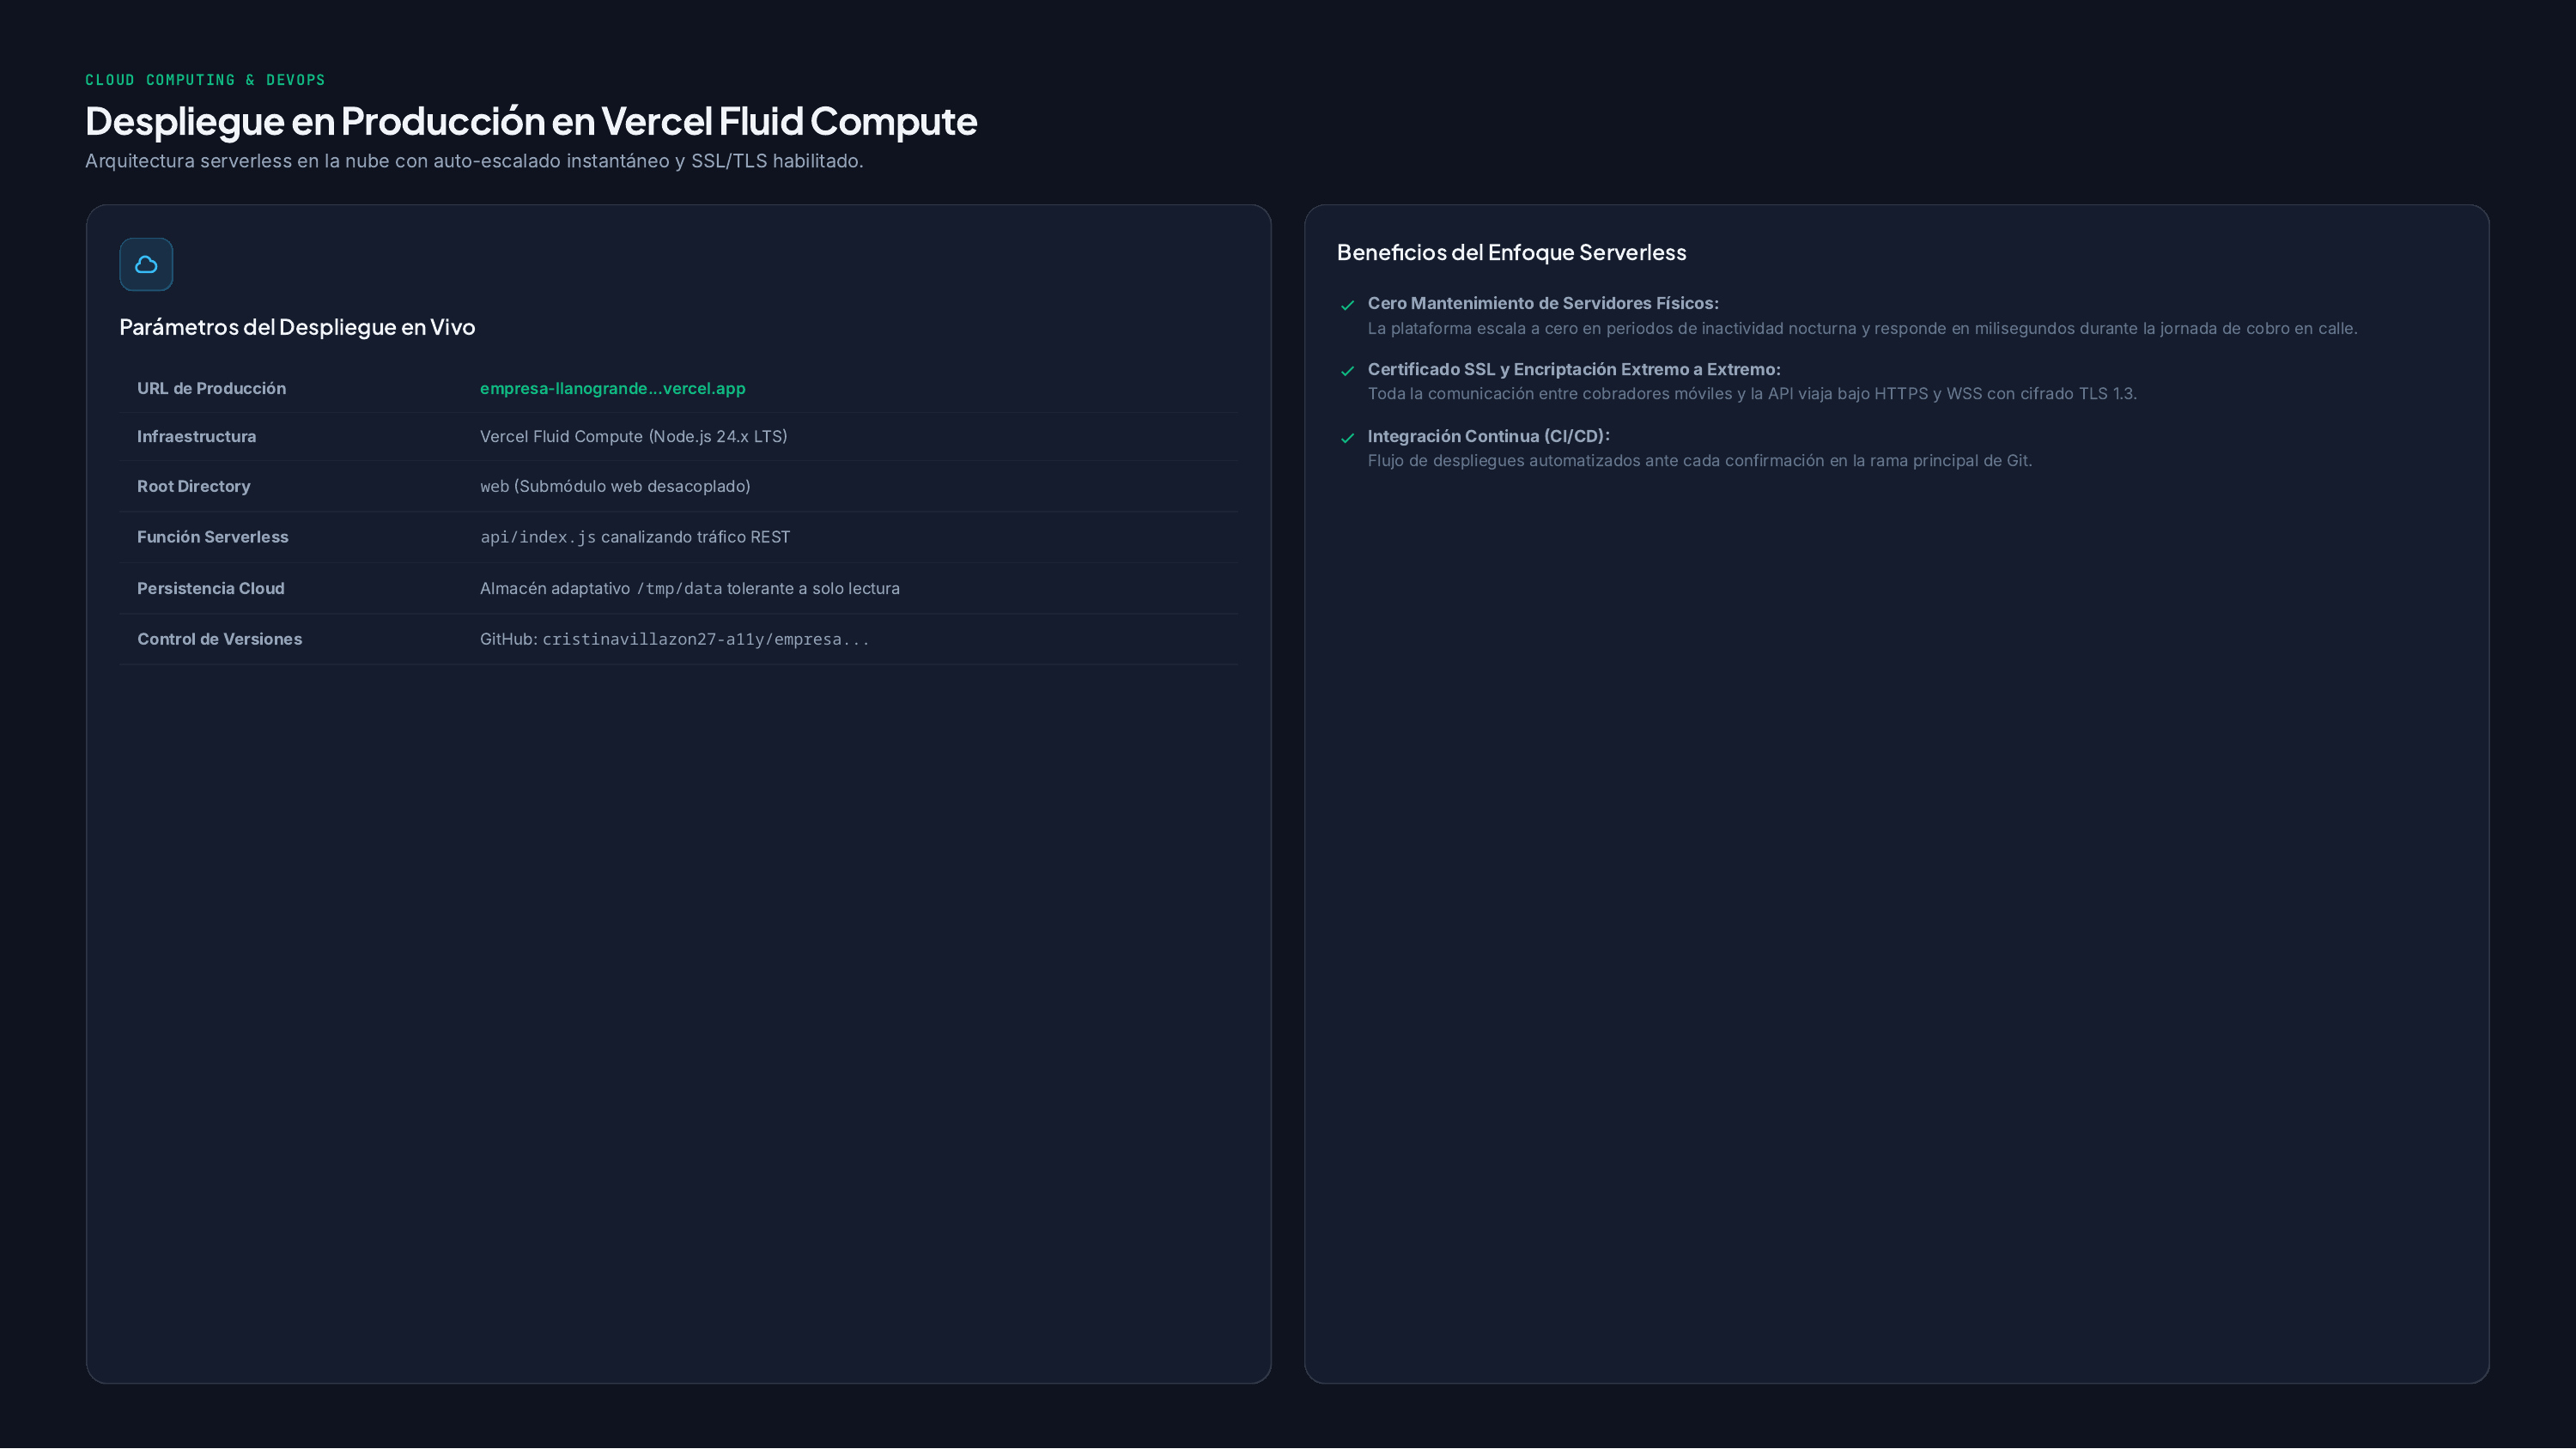 CLOUD COMPUTING & DEVOPS
Despliegue en Producción en Vercel Fluid Compute
Arquitectura serverless en la nube con auto-escalado instantáneo y SSL/TLS habilitado.
Parámetros del Despliegue en Vivo
URL de Producción empresa-llanogrande...vercel.app
Infraestructura Vercel Fluid Compute (Node.js 24.x LTS)
Root Directory web (Submódulo web desacoplado)
Función Serverless api/index.js canalizando tráfico REST
Persistencia Cloud Almacén adaptativo /tmp/data tolerante a solo lectura
Control de Versiones GitHub: cristinavillazon27-a11y/empresa...
Beneficios del Enfoque Serverless
Cero Mantenimiento de Servidores Físicos:
La plataforma escala a cero en periodos de inactividad nocturna y responde en milisegundos durante la jornada de cobro en calle.
Certificado SSL y Encriptación Extremo a Extremo:
Toda la comunicación entre cobradores móviles y la API viaja bajo HTTPS y WSS con cifrado TLS 1.3.
Integración Continua (CI/CD):
Flujo de despliegues automatizados ante cada confirmación en la rama principal de Git.